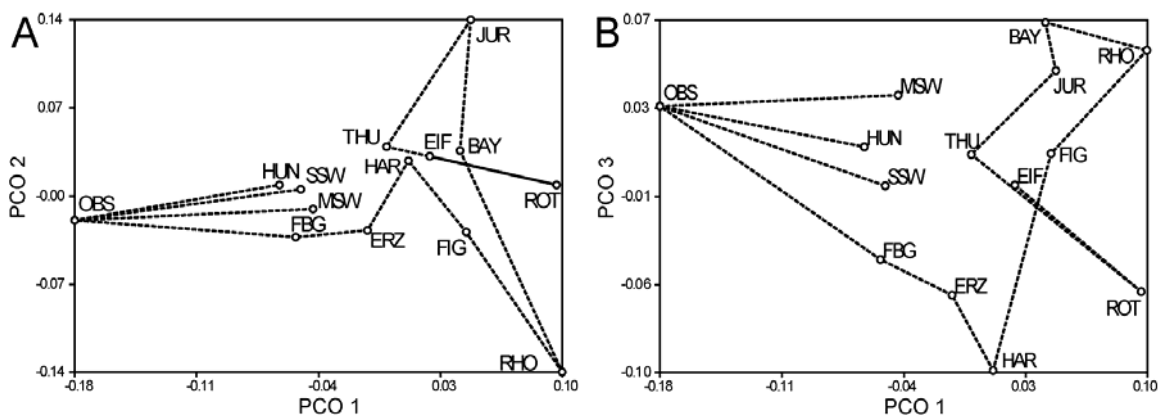 A
0.14
0.07
-0.00
-0.07
-0.14
PCO 2
JUR
THU
EIF
BAY
HAR
HUN
SSW
ROT
OBS
MSW
FBG
ERZ
FIG
RHO
-0.18
-0.11
-0.04
0.03
0.10
PCO 1
B
0.07
0.03
-0.01
-0.06
-0.10
PCO 3
BAY
RHO
JUR
OBS
MSW
HUN
THU
FIG
SSW
EIF
FBG
ERZ
ROT
HAR
-0.18
-0.11
-0.04
0.03
0.10
PCO 1